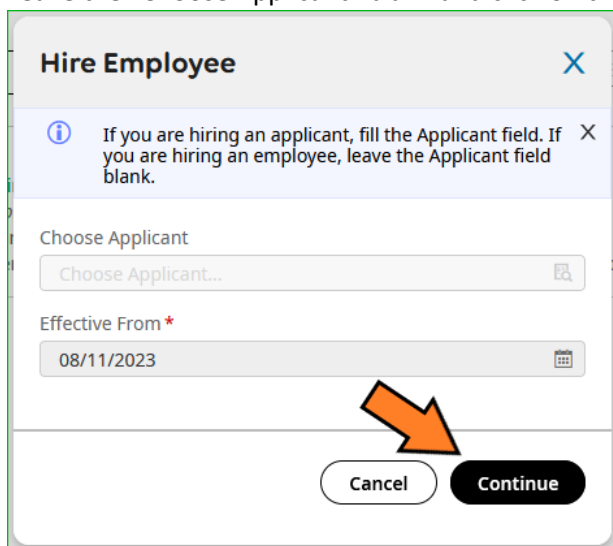 Hire Employee
X
If you are hiring an applicant, fill the Applicant field. If
X
you are hiring an employee, leave the Applicant field
blank.
Choose Applicant
Choose Applicant...
Effective From *
08/11/2023
Cancel
Continue